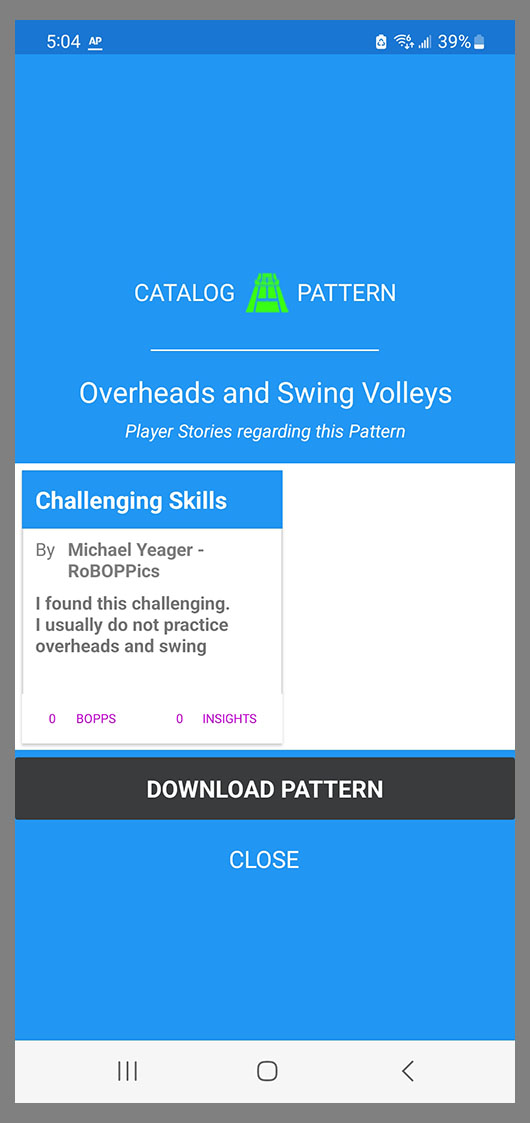 5:04 AP 6 39%
CATALOG PATTERN
Overheads and Swing Volleys
Player Stories regarding this Pattern
Challenging Skills
By Michael Yeager -
RoBOPPics
I found this challenging.
I usually do not practice
overheads and swing
0 BOPPS 0 INSIGHTS
DOWNLOAD PATTERN
CLOSE